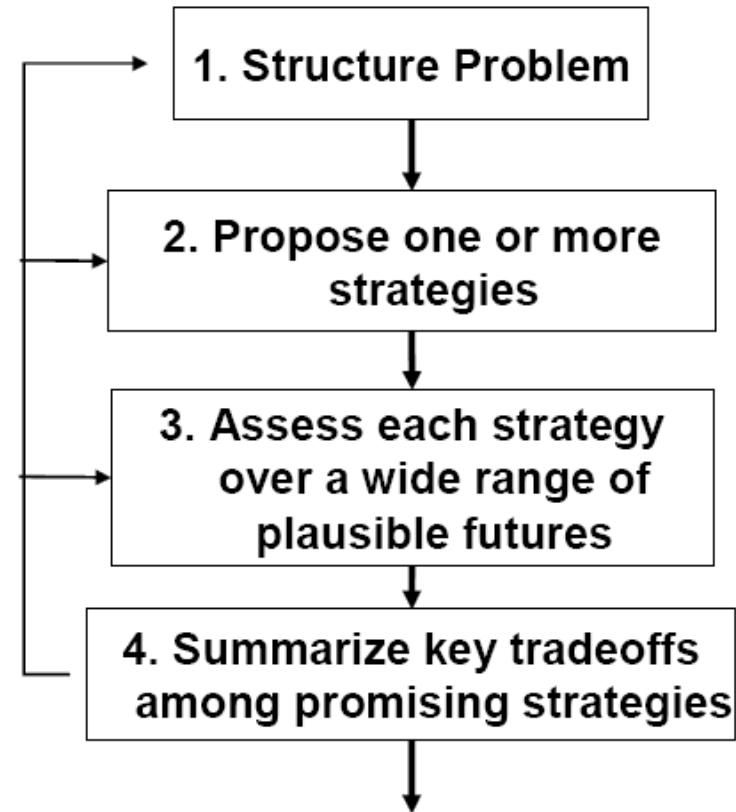 1. Structure Problem
2. Propose one or more
strategies
3. Assess each strategy
over a wide range of
plausible futures
4. Summarize key tradeoffs
among promising strategies